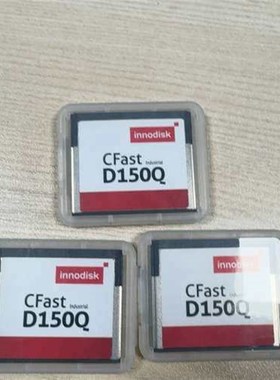 innodisk
CFast
Industrial
D150Q
innodisk
CFast
Industrial
D150Q
innodisk
CFast
Industrial
D150Q